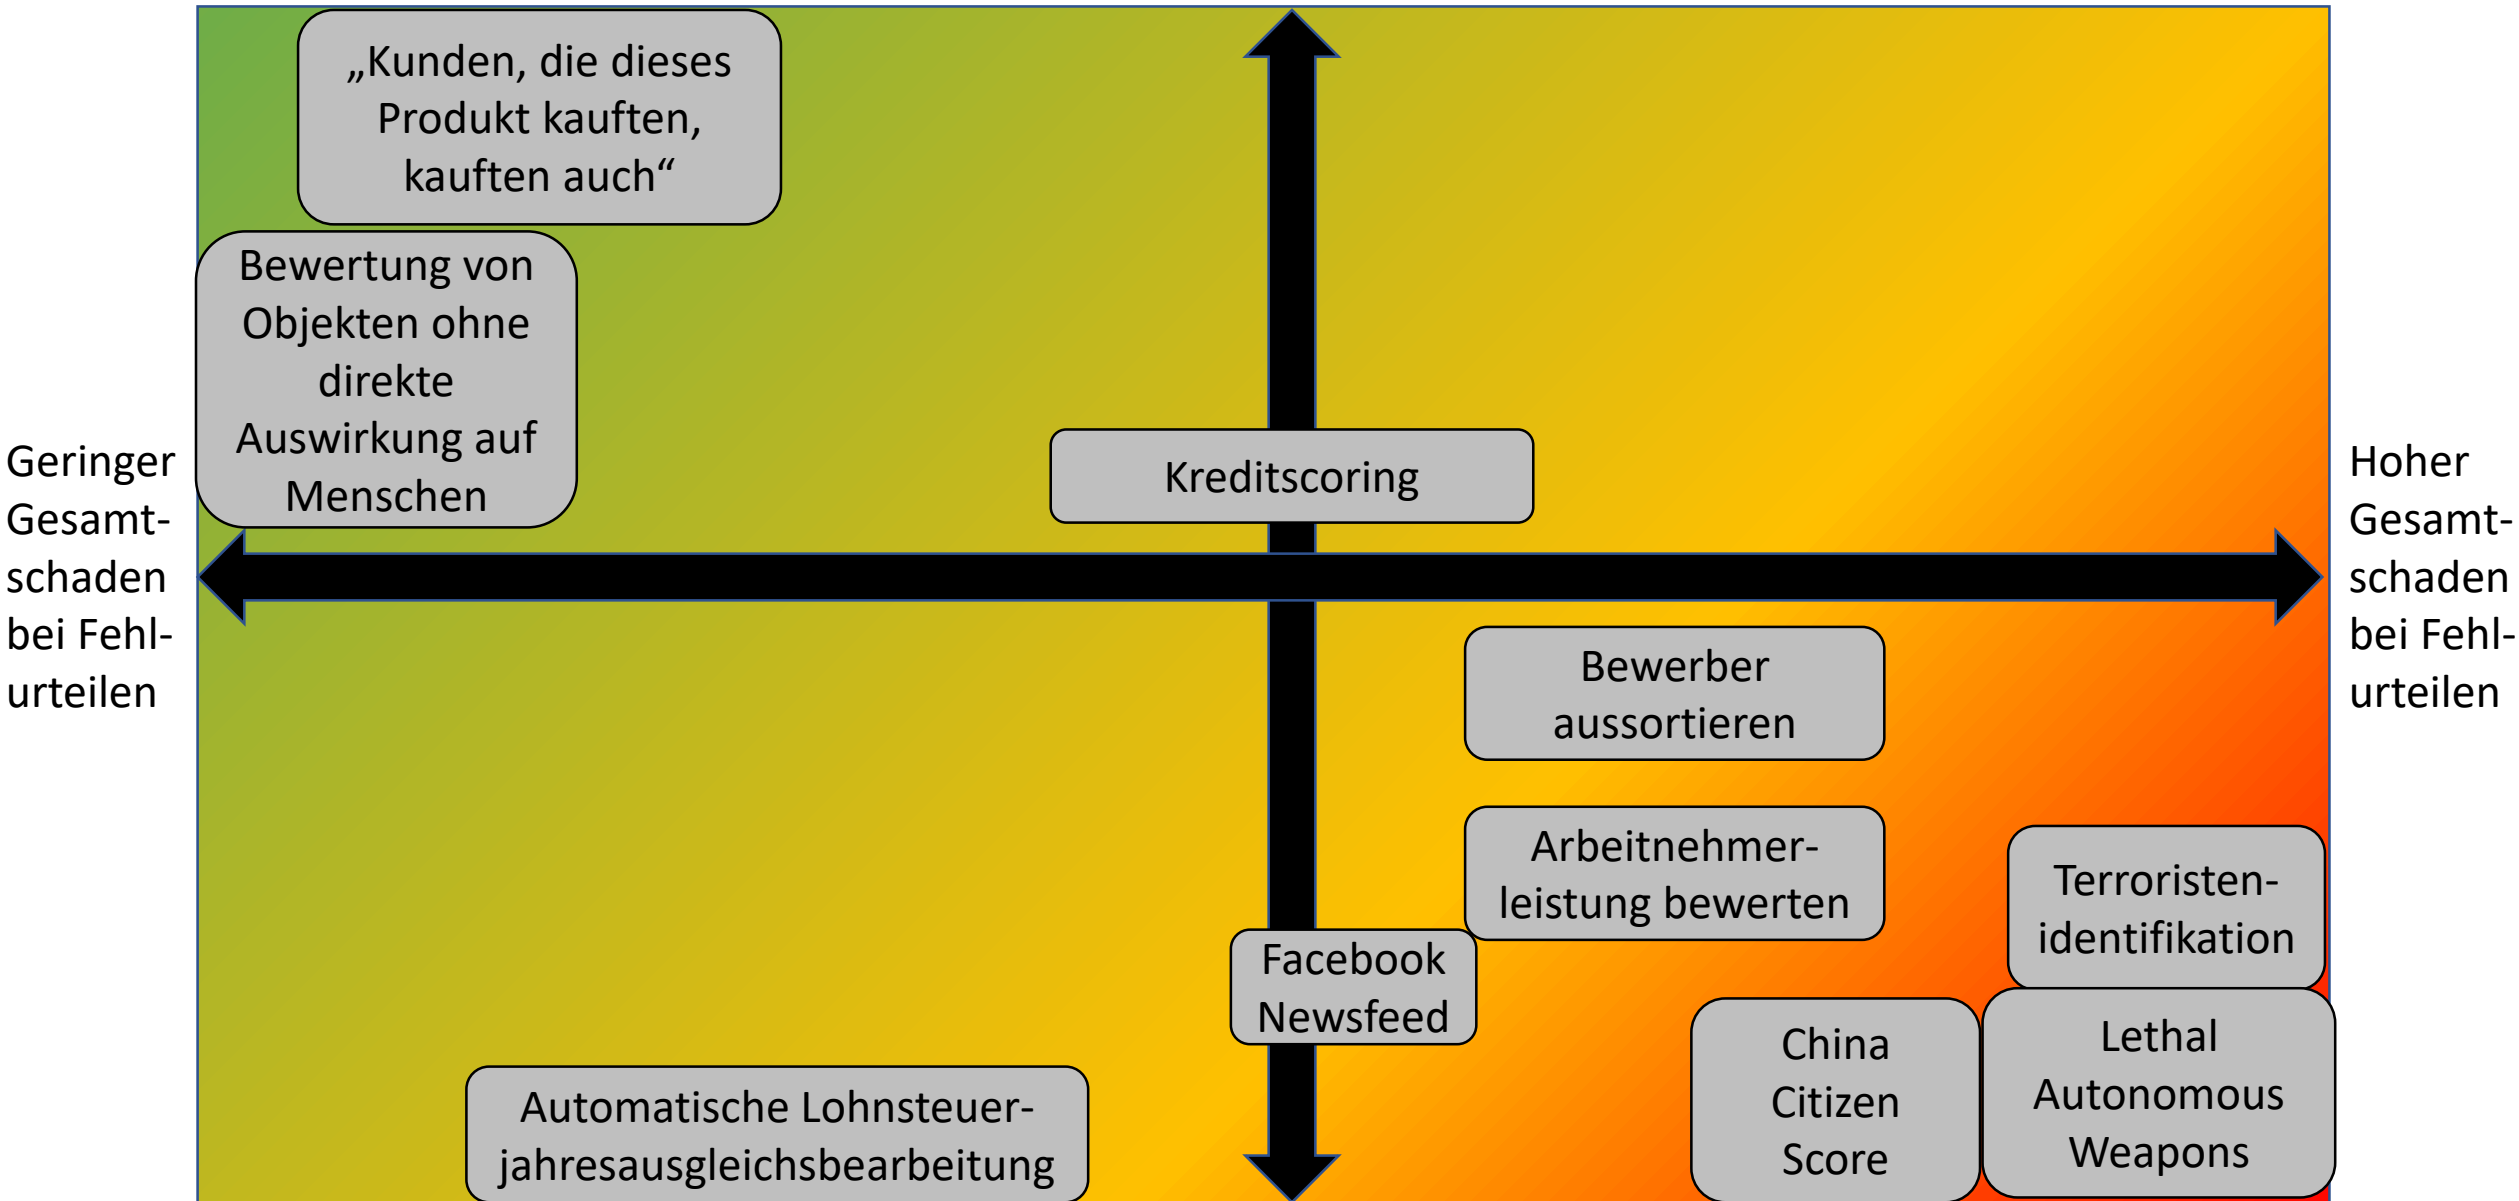 „Kunden, die dieses
Produkt kauften,
kauften auch“
Bewertung von
Objekten ohne
direkte
Auswirkung auf
Menschen
Geringer
Gesamt-
schaden
bei Fehl-
urteilen
Kreditscoring
Hoher
Gesamt-
schaden
bei Fehl-
urteilen
Bewerber
aussortieren
Arbeitnehmer-
leistung bewerten
Terroristen-
identifikation
Facebook
Newsfeed
China
Citizen
Score
Lethal
Autonomous
Weapons
Automatische Lohnsteuer-
jahresausgleichsbearbeitung